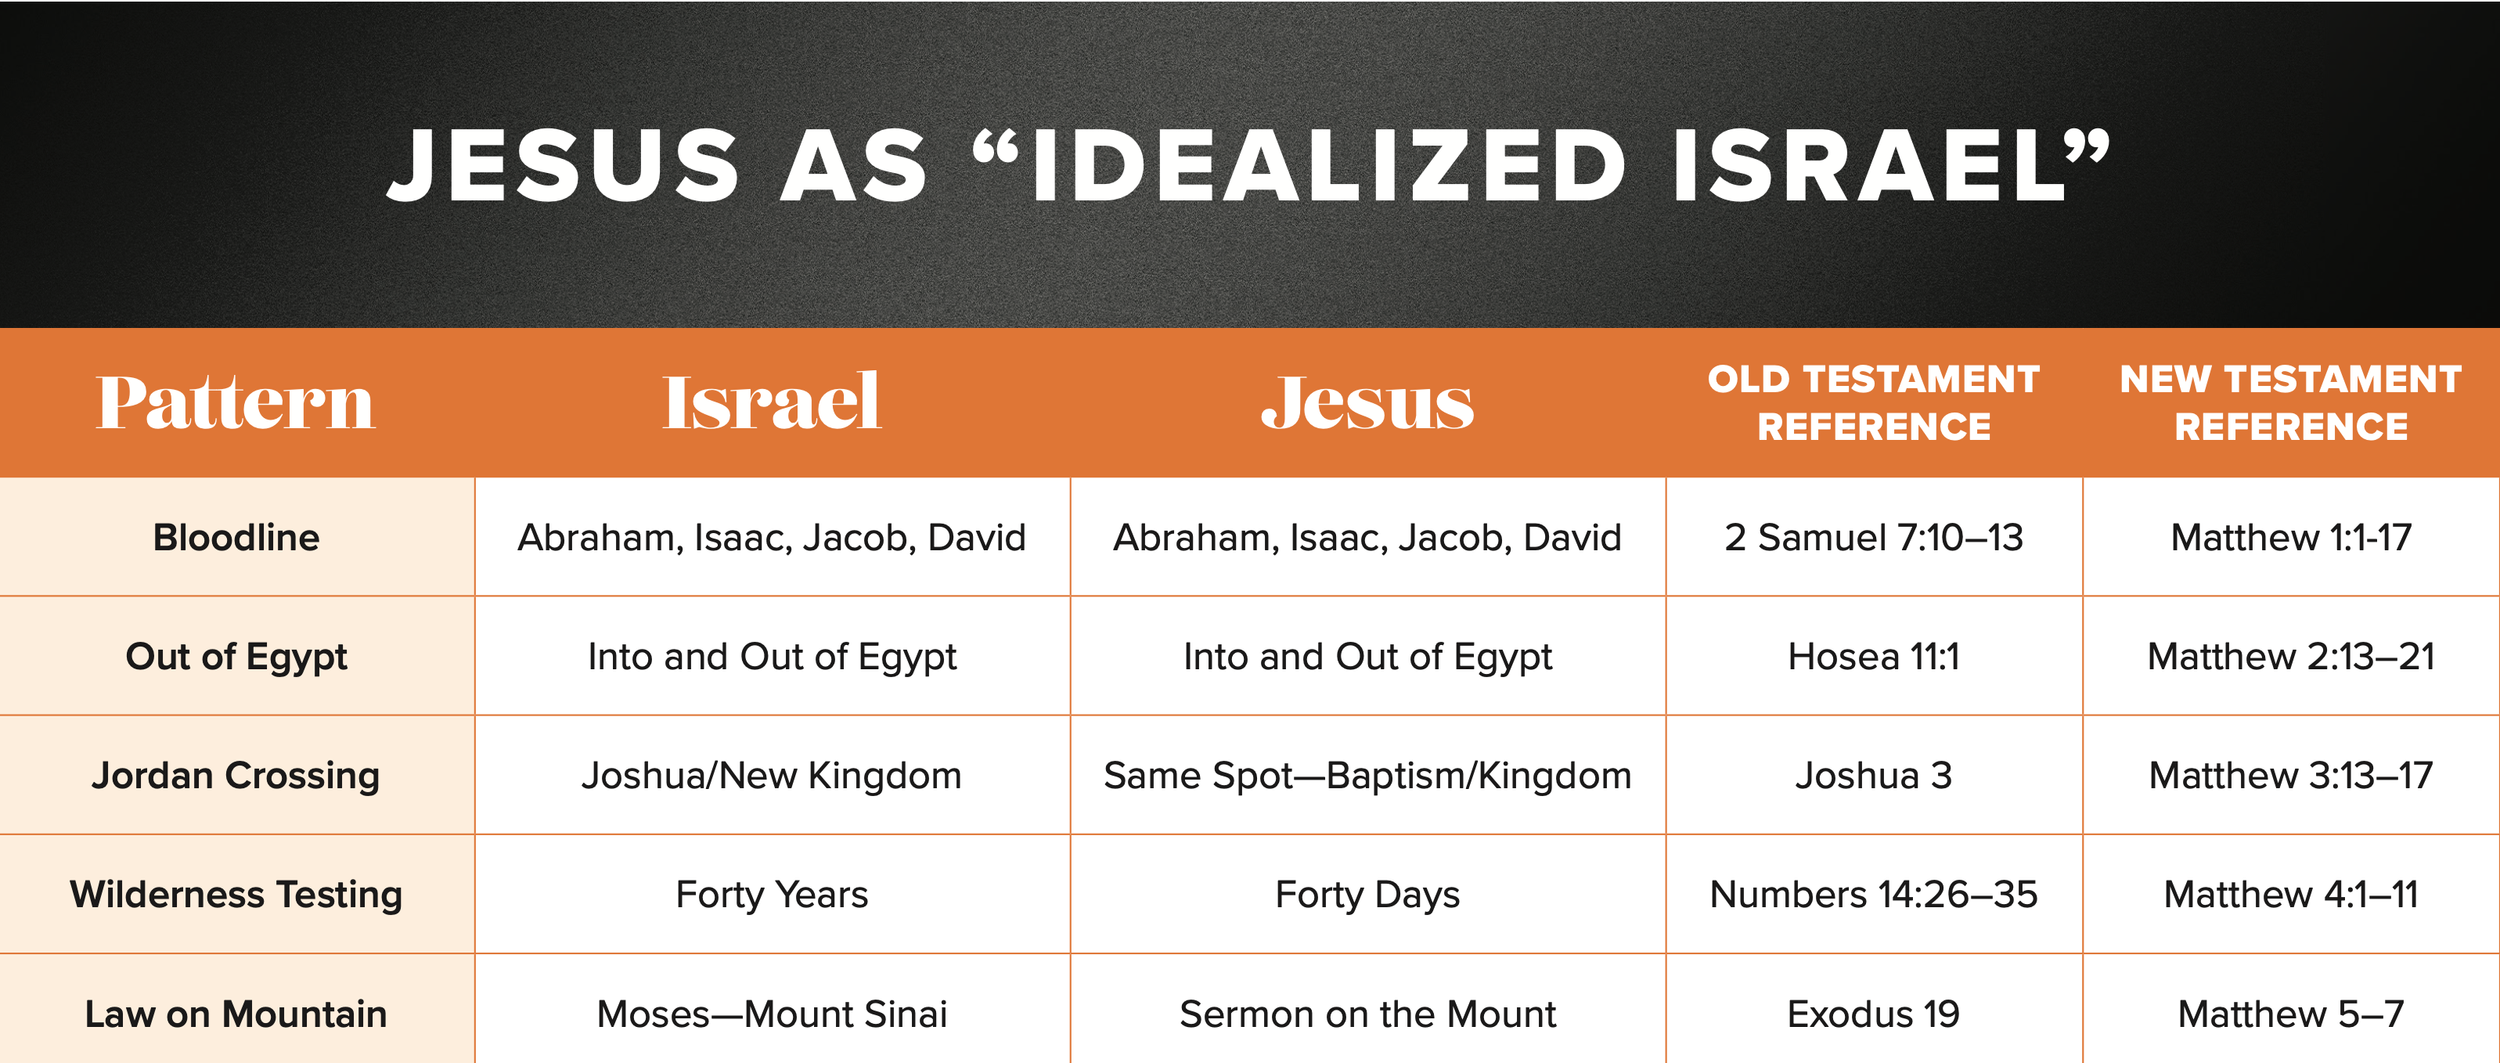 JESUS AS “IDEALIZED ISRAEL”
Pattern Israel Jesus OLD TESTAMENT REFERENCE NEW TESTAMENT REFERENCE
Bloodline Abraham, Isaac, Jacob, David Abraham, Isaac, Jacob, David 2 Samuel 7:10–13 Matthew 1:1-17
Out of Egypt Into and Out of Egypt Into and Out of Egypt Hosea 11:1 Matthew 2:13–21
Jordan Crossing Joshua/New Kingdom Same Spot—Baptism/Kingdom Joshua 3 Matthew 3:13–17
Wilderness Testing Forty Years Forty Days Numbers 14:26–35 Matthew 4:1–11
Law on Mountain Moses—Mount Sinai Sermon on the Mount Exodus 19 Matthew 5–7